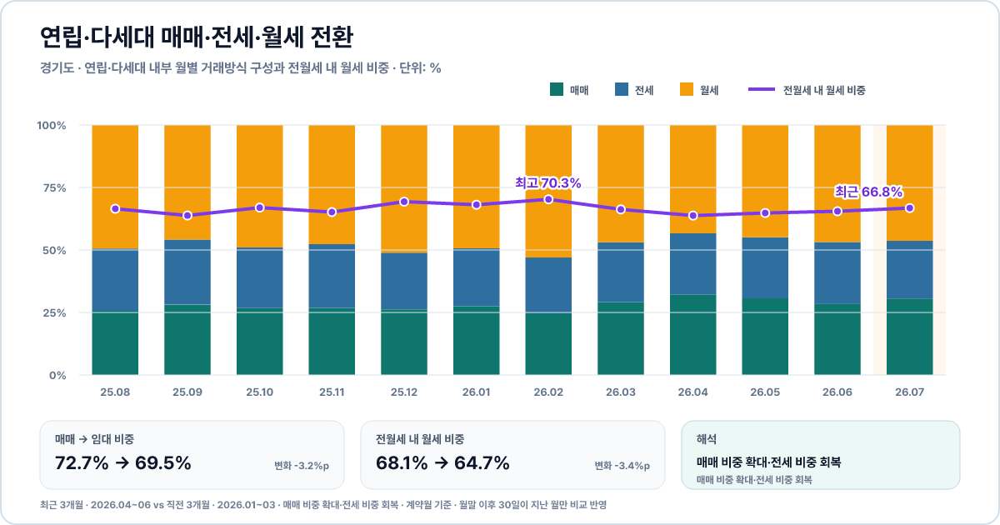 연립·다세대 매매·전세·월세 전환
경기도 · 연립·다세대 내부 월별 거래방식 구성과 전월세 내 월세 비중 · 단위: %
매매 전세 월세 전월세 내 월세 비중
100%
75%
50%
25%
0%
최고 70.3%
최근 66.8%
25.08 25.09 25.10 25.11 25.12 26.01 26.02 26.03 26.04 26.05 26.06 26.07
매매 → 임대 비중
72.7% → 69.5% 변화 -3.2%p
전월세 내 월세 비중
68.1% → 64.7% 변화 -3.4%p
해석
매매 비중 확대·전세 비중 회복
매매 비중 확대·전세 비중 회복
최근 3개월 · 2026.04~06 vs 직전 3개월 · 2026.01~03 · 매매 비중 확대·전세 비중 회복 · 계약월 기준 · 월말 이후 30일이 지난 월만 비교 반영